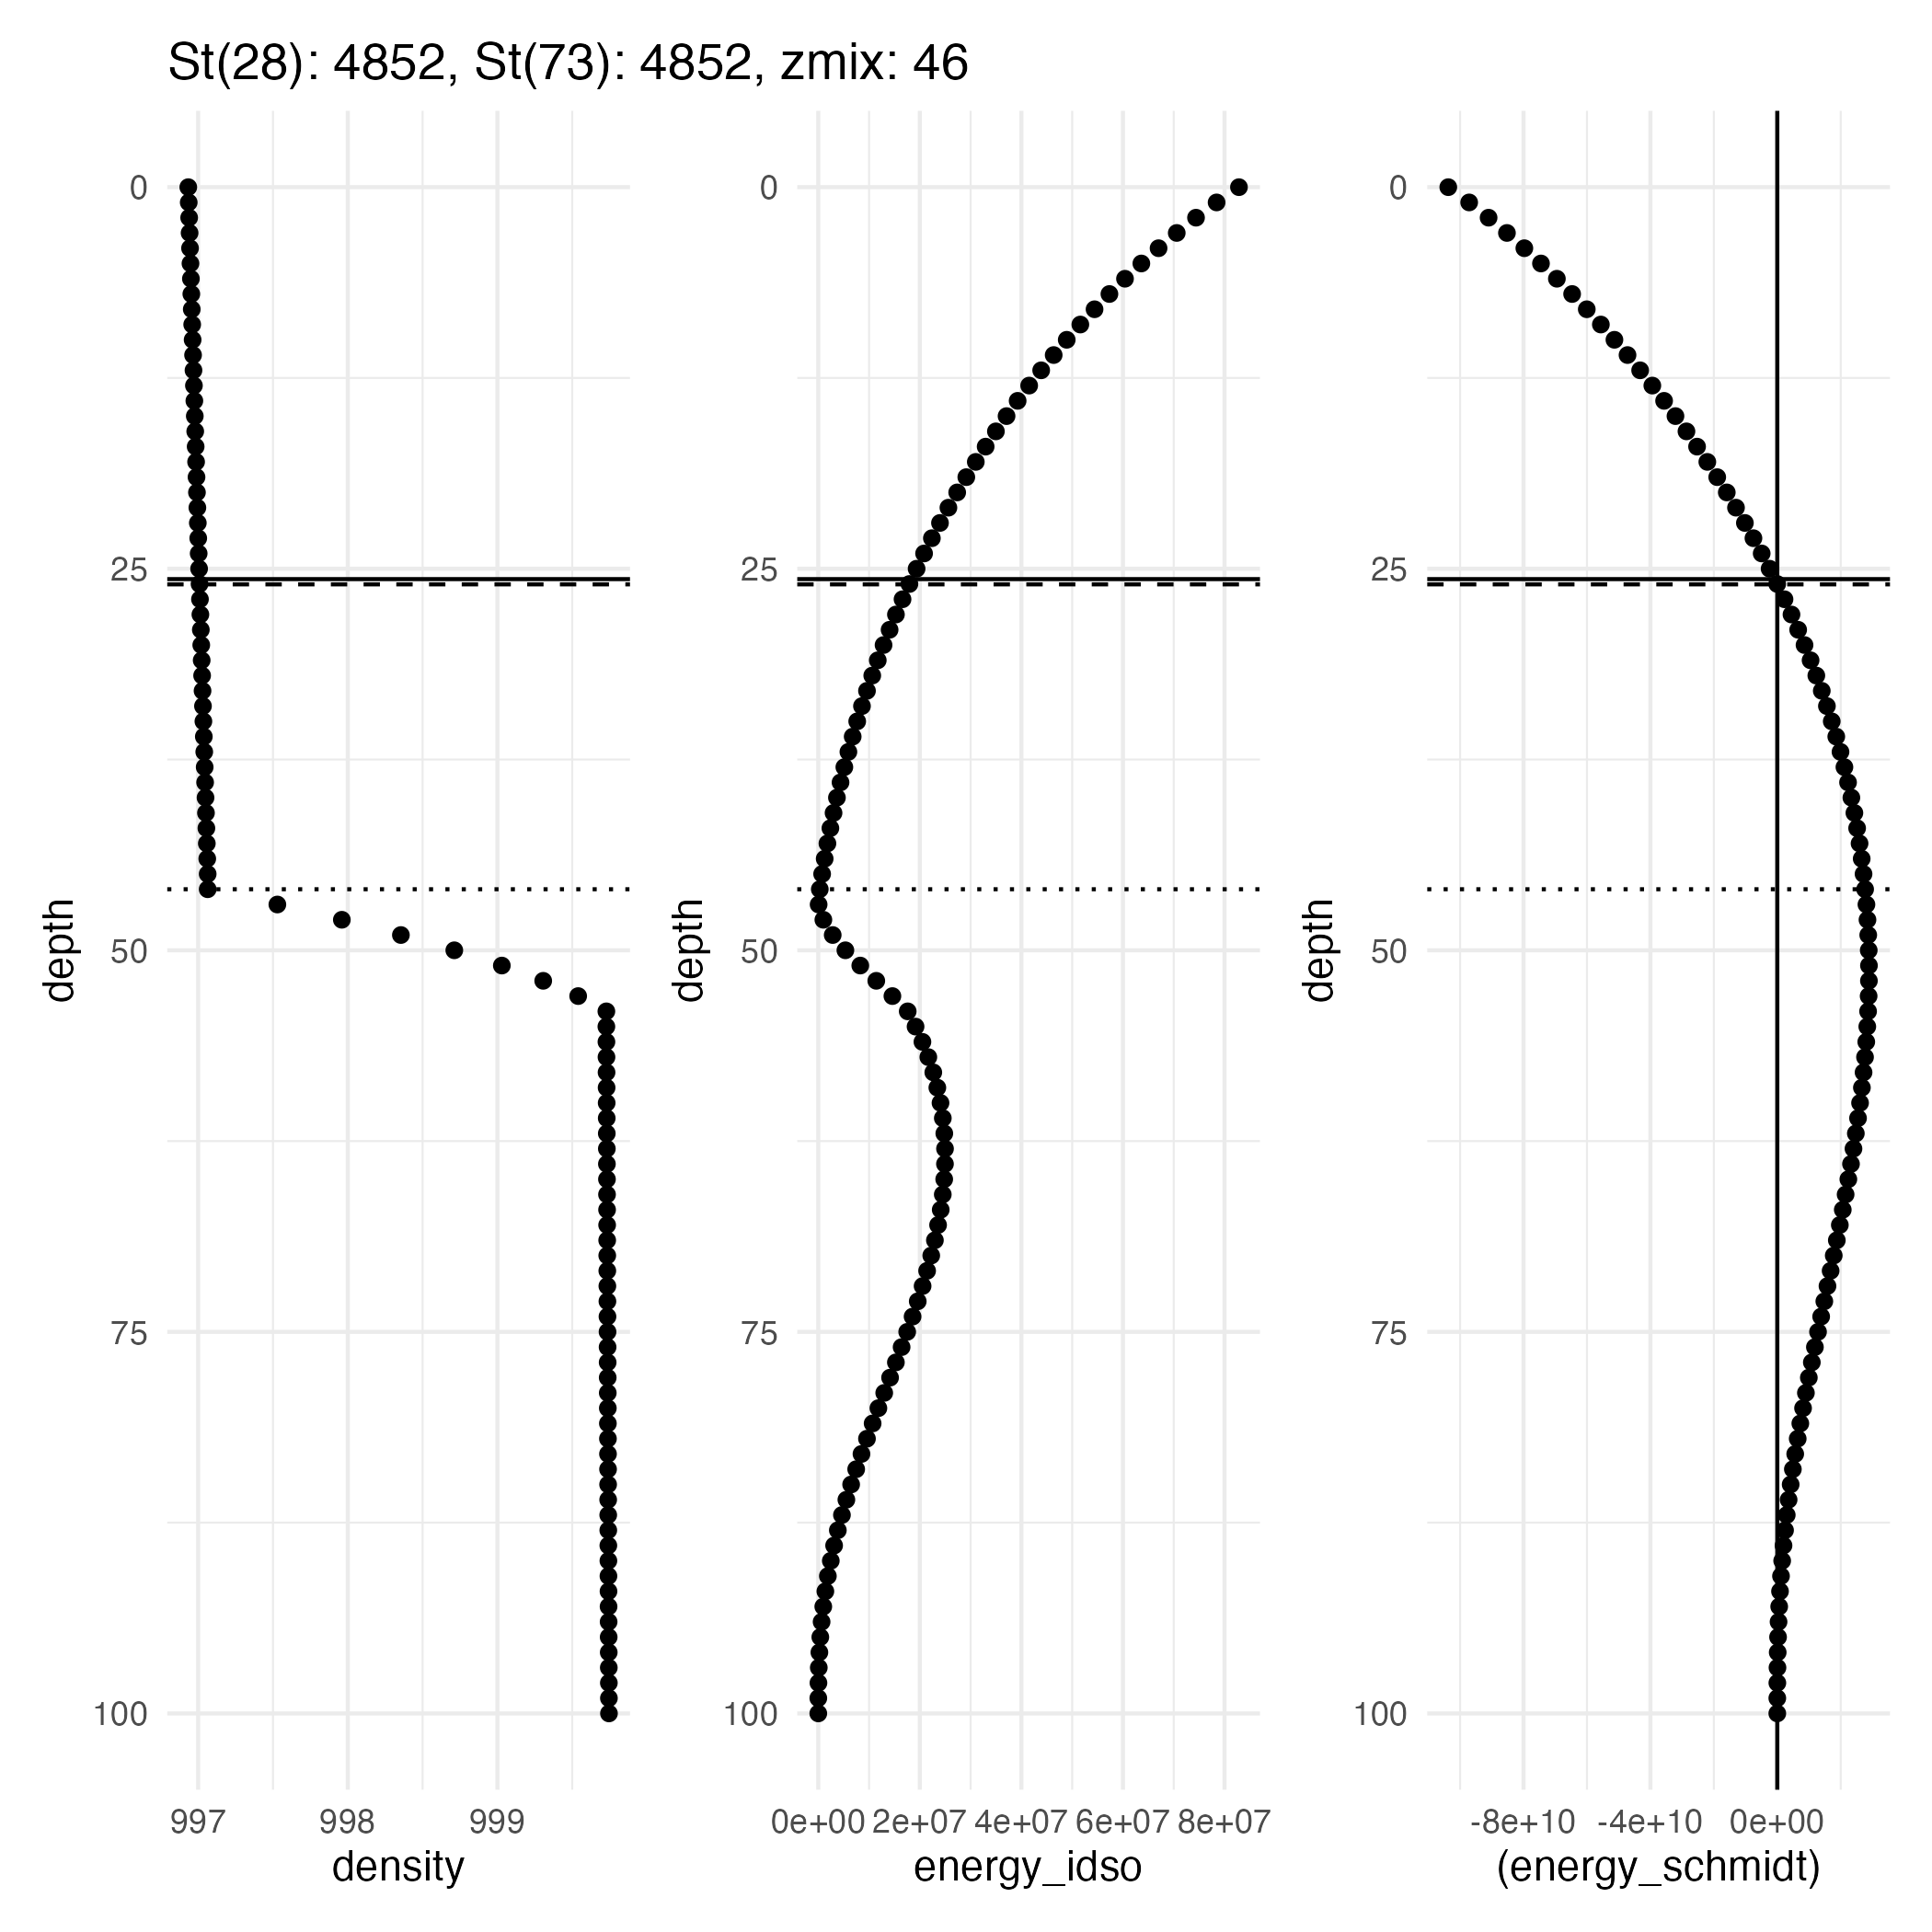 St(28): 4852, St(73): 4852, zmix: 46
0
25
50
75
100
depth
997 998 999
density
0
25
50
75
100
depth
0e+00 2e+07 4e+07 6e+07 8e+07
energy_idso
0
25
50
75
100
depth
-8e+10 -4e+10 0e+00
(energy_schmidt)